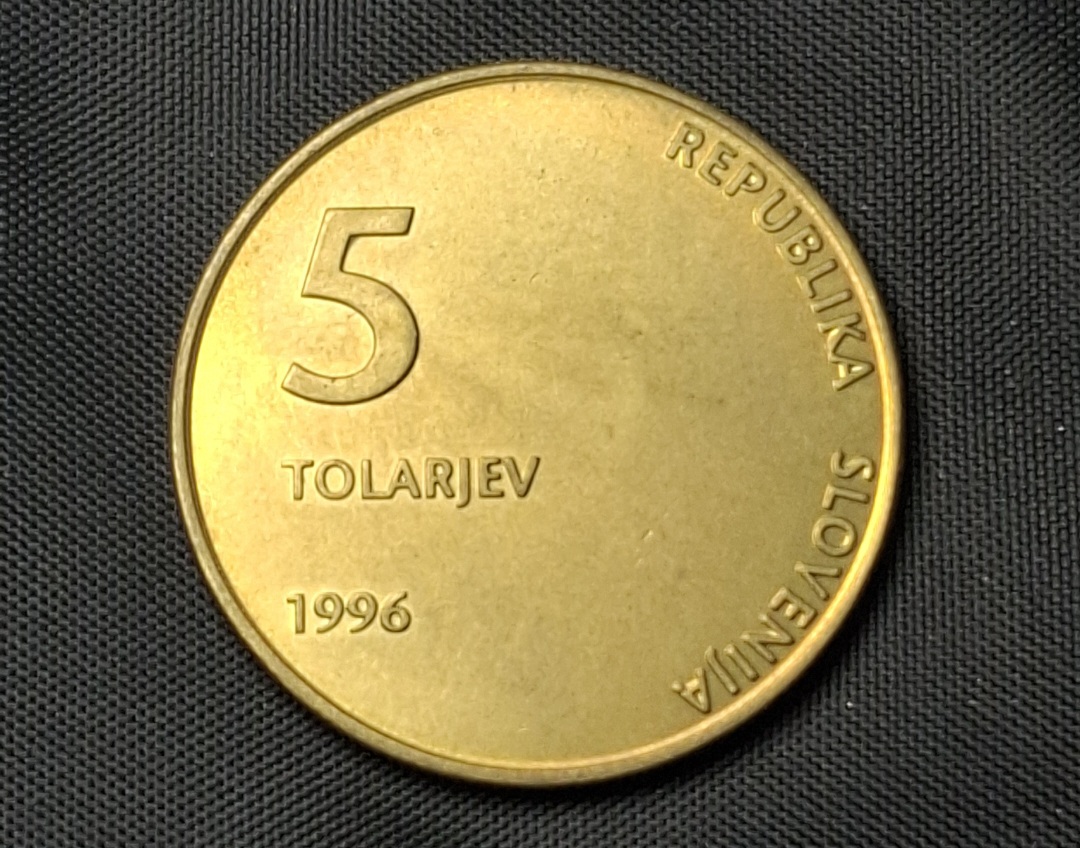 5
TOLARJEV
1996
REPUBLIKA SLOVENIJA